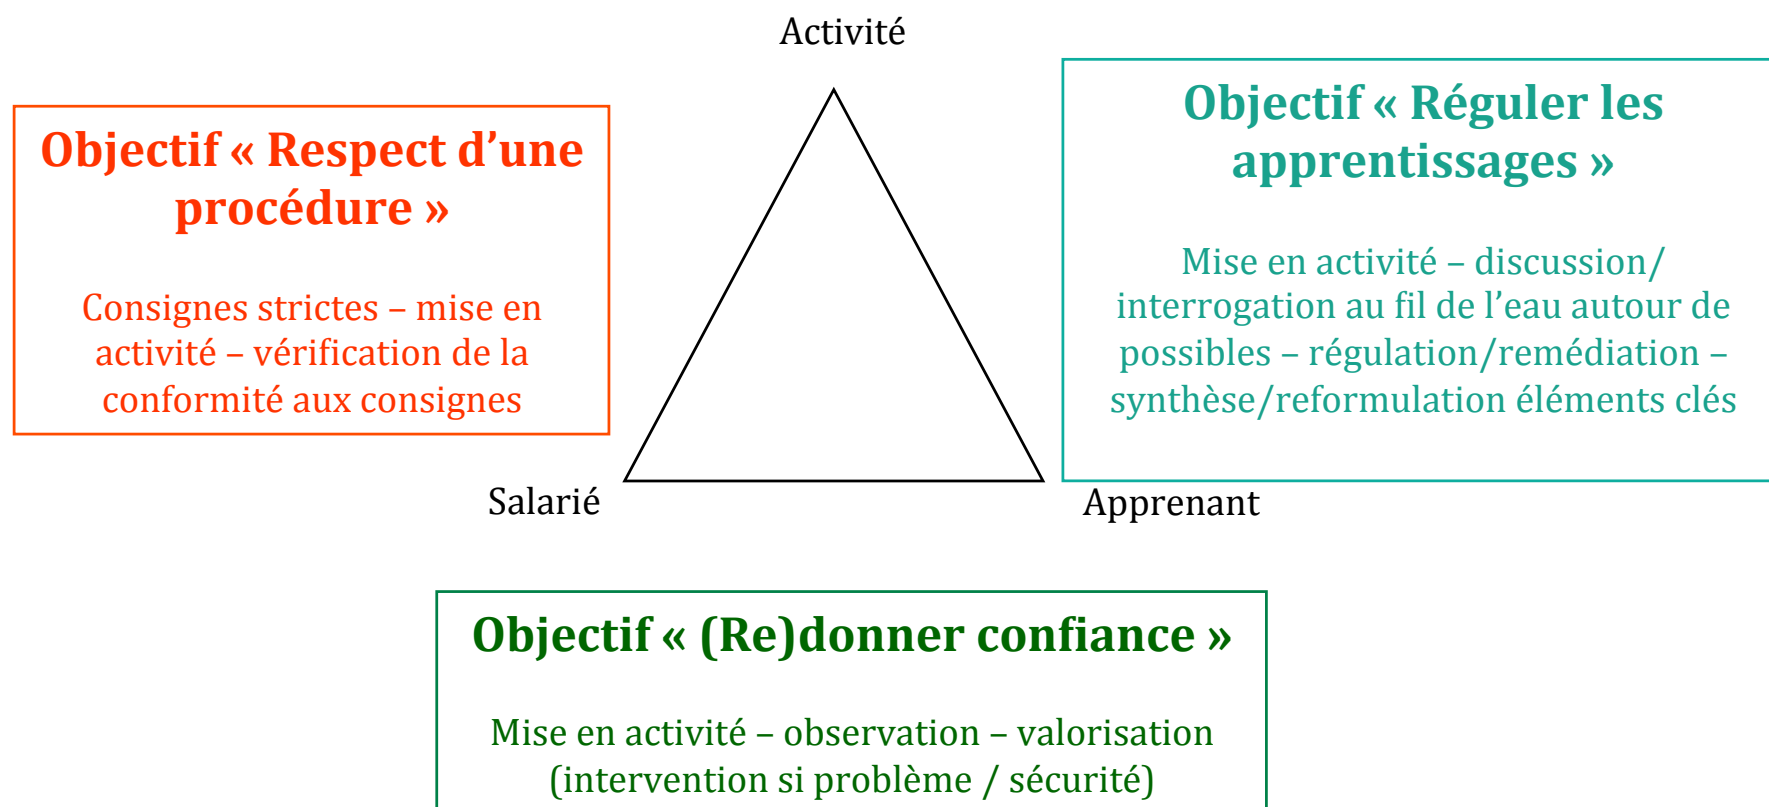 Activité
Objectif « Respect d’une
procédure »
Consignes strictes – mise en
activité – vérification de la
conformité aux consignes
Objectif « Réguler les
apprentissages »
Mise en activité – discussion/
interrogation au fil de l’eau autour de
possibles – régulation/remédiation –
synthèse/reformulation éléments clés
Salarié
Apprenant
Objectif « (Re)donner confiance »
Mise en activité – observation – valorisation
(intervention si problème / sécurité)